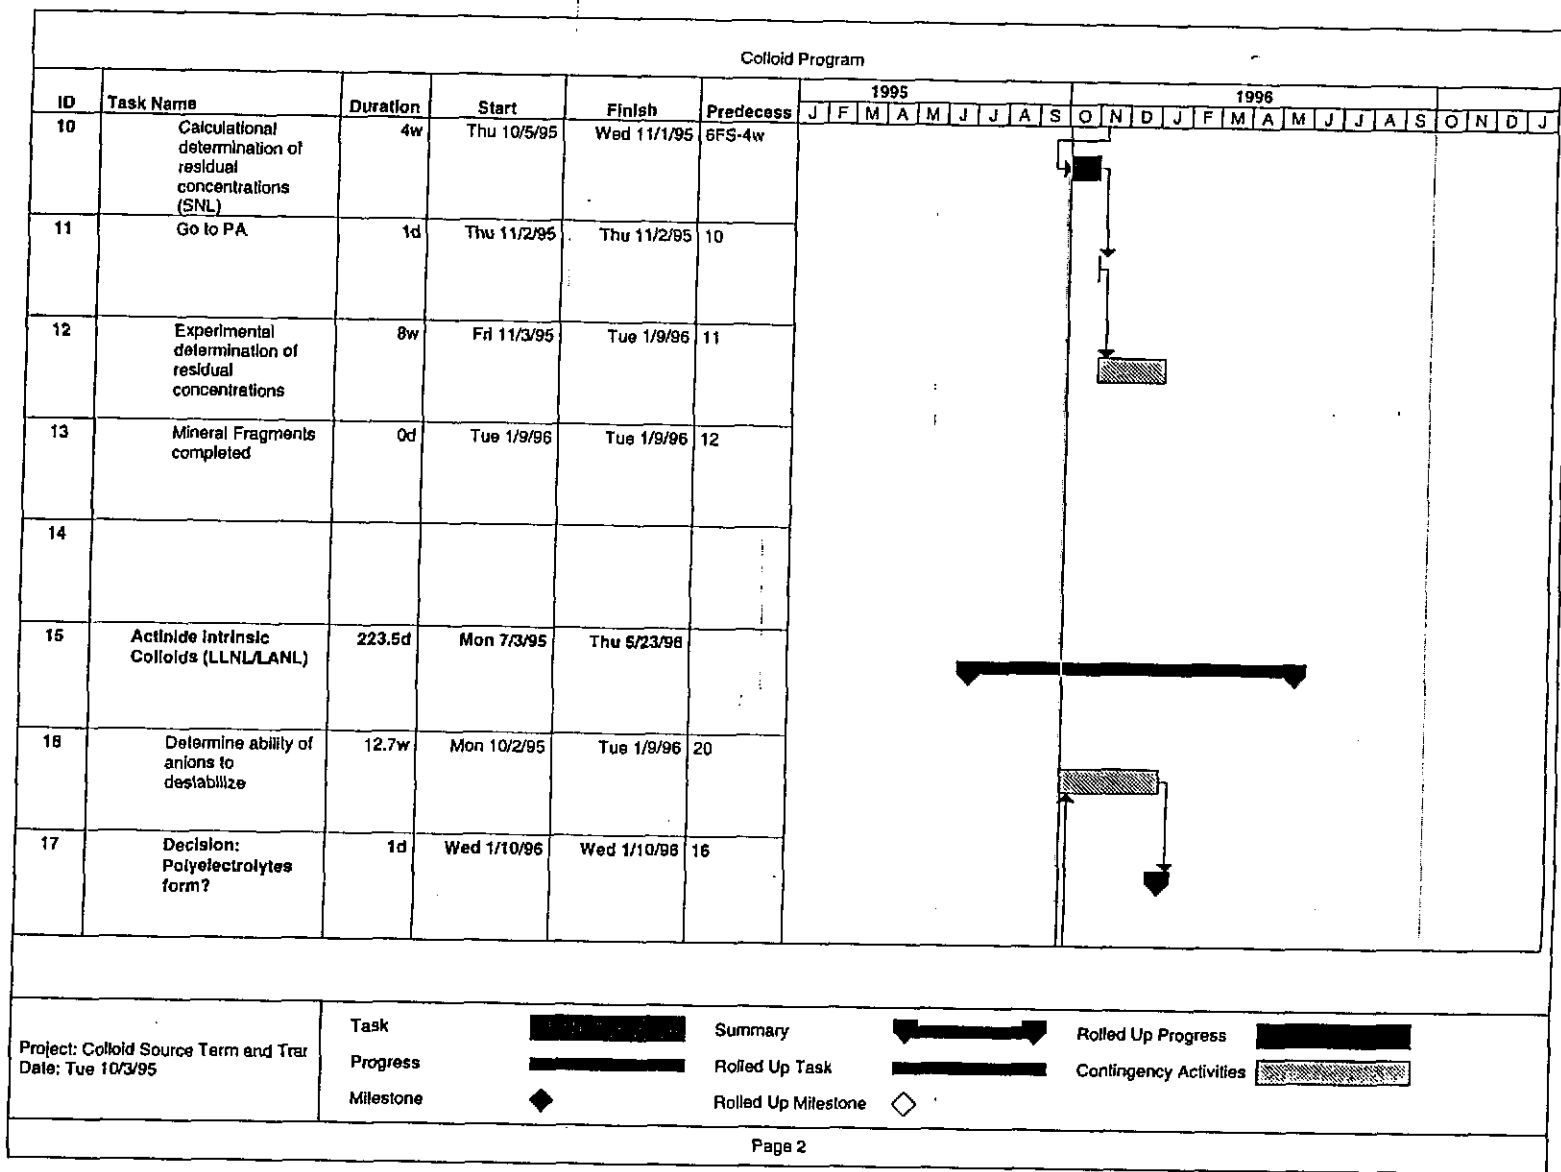 Colloid Program
ID Task Name Duration Start Finish Predecess 1995 1996
J F M A M J J A S O N D J F M A M J J A S O N D J
10 Calculational 4w Thu 10/5/95 Wed 11/1/95 6FS-4w
determination of
residual
concentrations
(SNL)
11 Go to PA 1d Thu 11/2/95 Thu 11/2/95 10
12 Experimental 8w Fri 11/3/95 Tue 1/9/96 11
determination of
residual
concentrations
13 Mineral Fragments 0d Tue 1/9/96 Tue 1/9/96 12
completed
14
15 Actinide Intrinsic 223.5d Mon 7/3/95 Thu 5/23/96
Colloids (LLNL/LANL)
16 Determine ability of 12.7w Mon 10/2/95 Tue 1/9/96 20
anions to
destabilize
17 Decision: 1d Wed 1/10/96 Wed 1/10/96 16
Polyelectrolytes
form?
Project: Colloid Source Term and Tran
Date: Tue 10/3/95
Task Summary Rolled Up Progress
Progress Rolled Up Task Contingency Activities
Milestone Rolled Up Milestone
Page 2